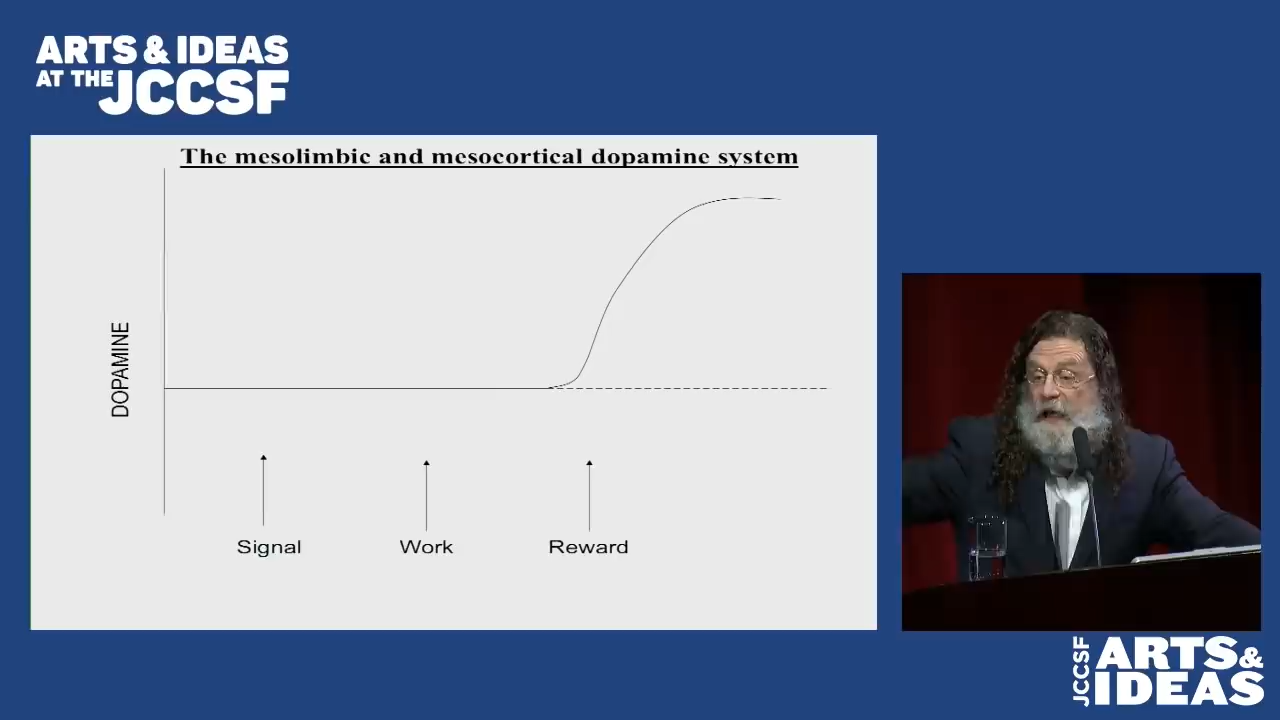 ARTS & IDEAS
AT THE JCCSF
The mesolimbic and mesocortical dopamine system
DOPAMINE
Signal
Work
Reward
JCCSF ARTS &
IDEAS